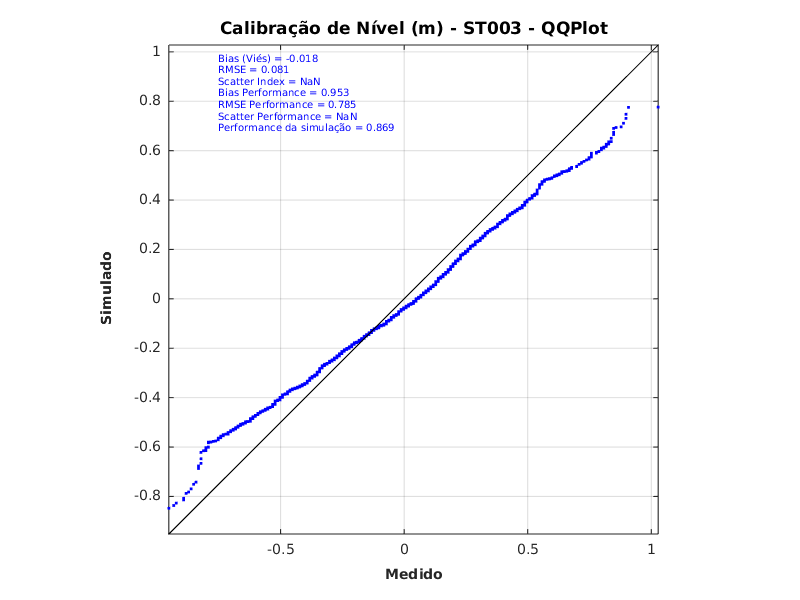 Calibração de Nível (m) - ST003 - QQPlot
Bias (Viés) = -0.018
RMSE = 0.081
Scatter Index = NaN
Bias Performance = 0.953
RMSE Performance = 0.785
Scatter Performance = NaN
Performance da simulação = 0.869
1
0.8
0.6
0.4
0.2
0
-0.2
-0.4
-0.6
-0.8
Simulado
-0.5 0 0.5 1
Medido